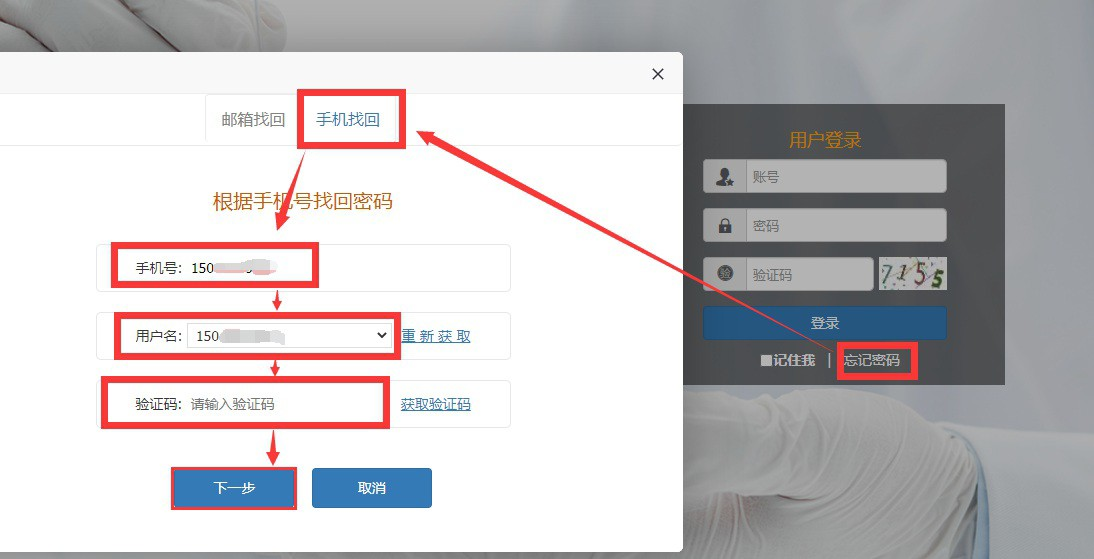 邮箱找回 手机找回
根据手机号找回密码
手机号: 150
用户名: 150 重新获取
验证码: 请输入验证码 获取验证码
下一步 取消
用户登录
账号
密码
验 验证码 7155
登录
记住我 | 忘记密码